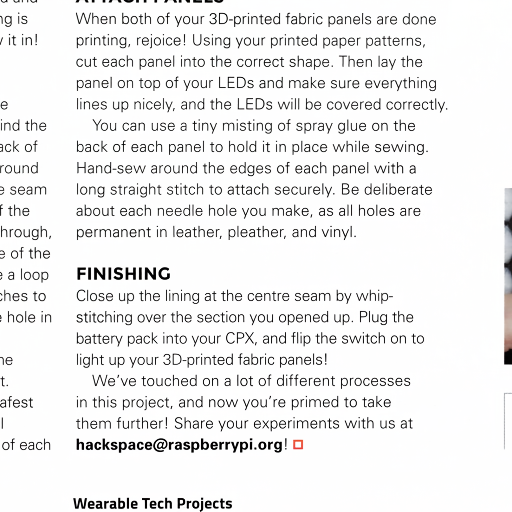 ng is
it in!
e
ind the
ack of
round
e seam
f the
hrough,
e of the
e a loop
ches to
hole in
ne
t.
afest
l
of each
ATTACH PANELS
When both of your 3D-printed fabric panels are done
printing, rejoice! Using your printed paper patterns,
cut each panel into the correct shape. Then lay the
panel on top of your LEDs and make sure everything
lines up nicely, and the LEDs will be covered correctly.
You can use a tiny misting of spray glue on the
back of each panel to hold it in place while sewing.
Hand-sew around the edges of each panel with a
long straight stitch to attach securely. Be deliberate
about each needle hole you make, as all holes are
permanent in leather, pleather, and vinyl.
FINISHING
Close up the lining at the centre seam by whip-
stitching over the section you opened up. Plug the
battery pack into your CPX, and flip the switch on to
light up your 3D-printed fabric panels!
We've touched on a lot of different processes
in this project, and now you're primed to take
them further! Share your experiments with us at
hackspace@raspberrypi.org!
Wearable Tech Projects